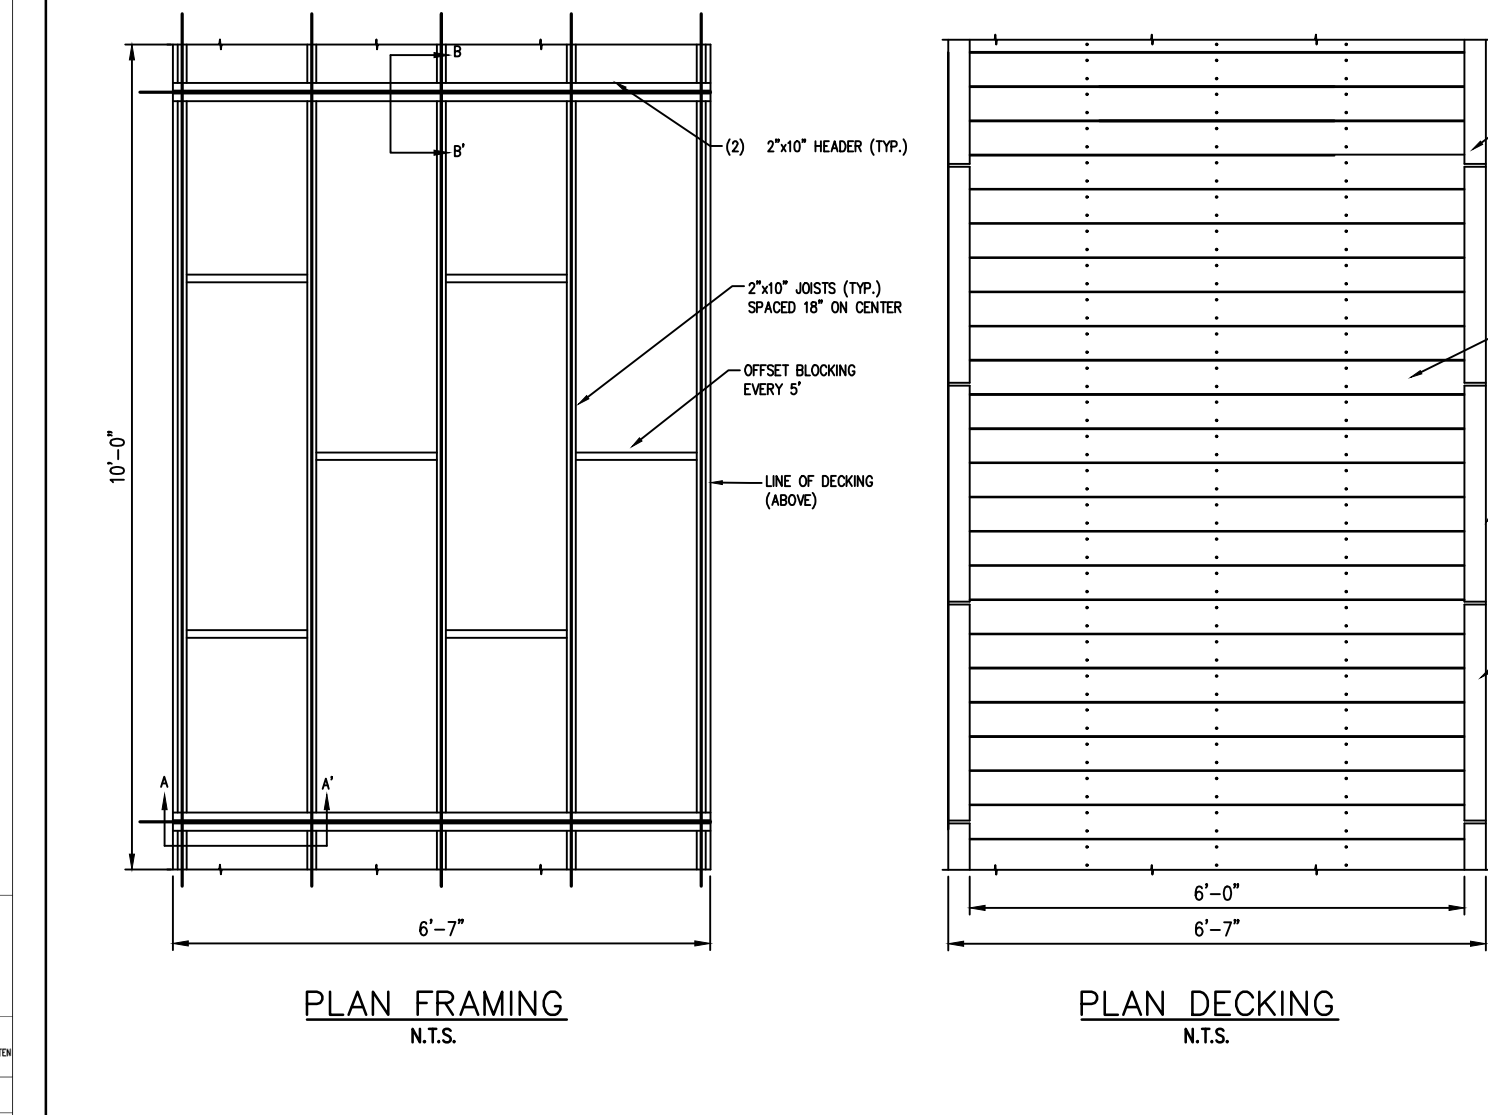 B
B'
(2) 2"x10" HEADER (TYP.)
2"x10" JOISTS (TYP.)
SPACED 18" ON CENTER
OFFSET BLOCKING
EVERY 5'
10'-0"
LINE OF DECKING
(ABOVE)
A
A'
6'-7"
PLAN FRAMING
N.T.S.
6'-0"
6'-7"
PLAN DECKING
N.T.S.
TEN